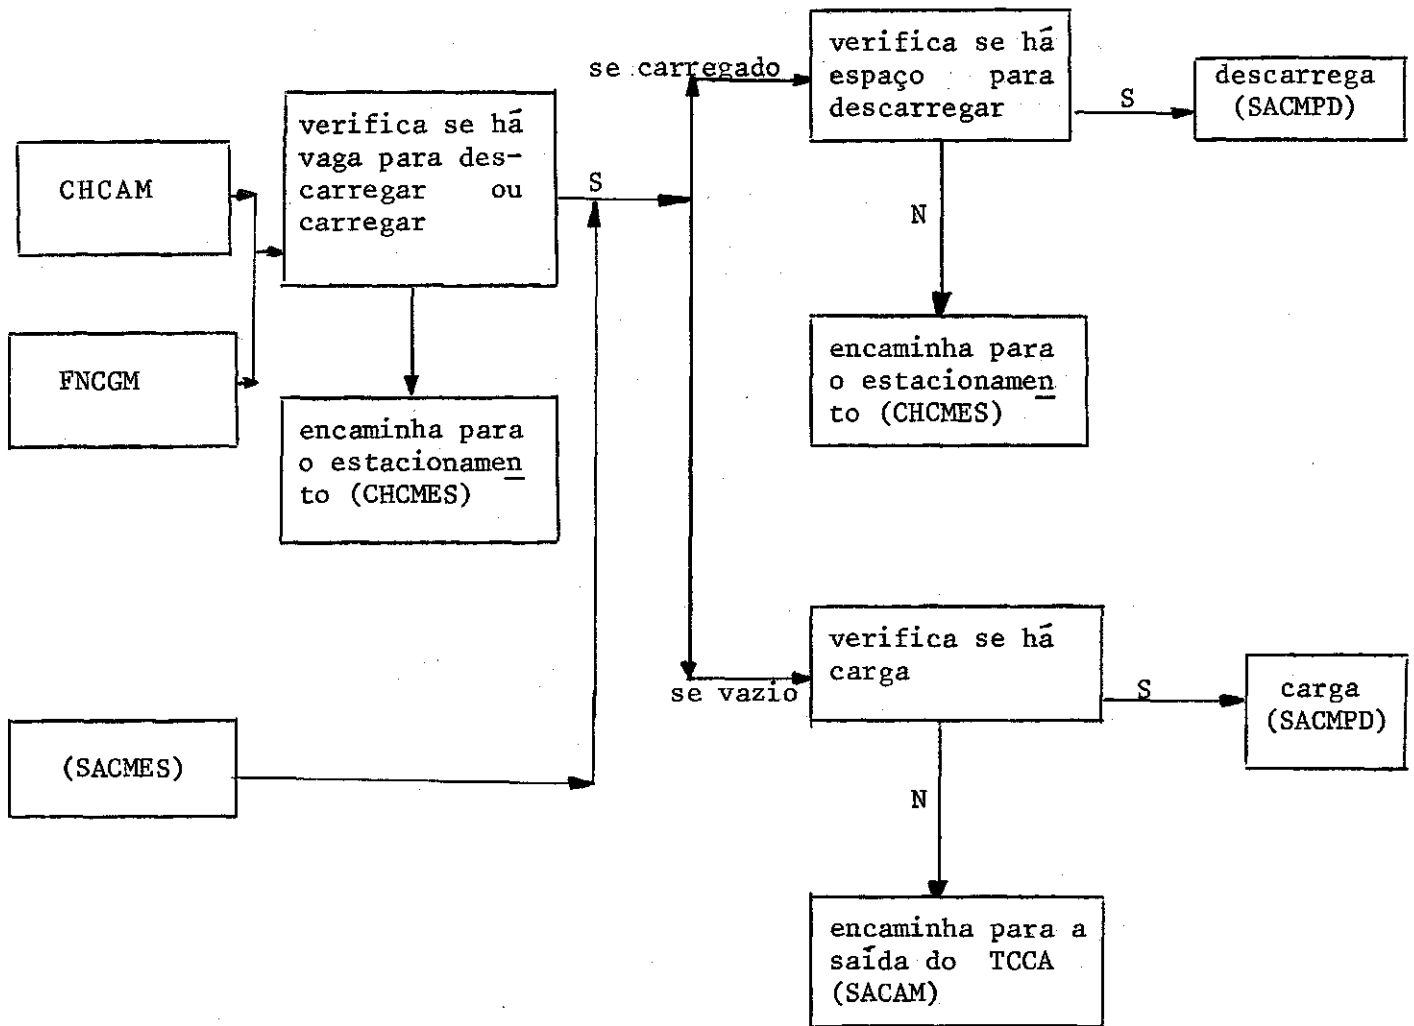 CHCAM
FNCGM
(SACMES)
verifica se há
vaga para des-
carregar ou
carregar
encaminha para
o estacionamen
to (CHCMES)
S
se carregado
verifica se há
espaço para
descarregar
S
descarrega
(SACMPD)
N
encaminha para
o estacionamen
to (CHCMES)
se vazio
verifica se há
carga
S
carga
(SACMPD)
N
encaminha para a
saída do TCCA
(SACAM)